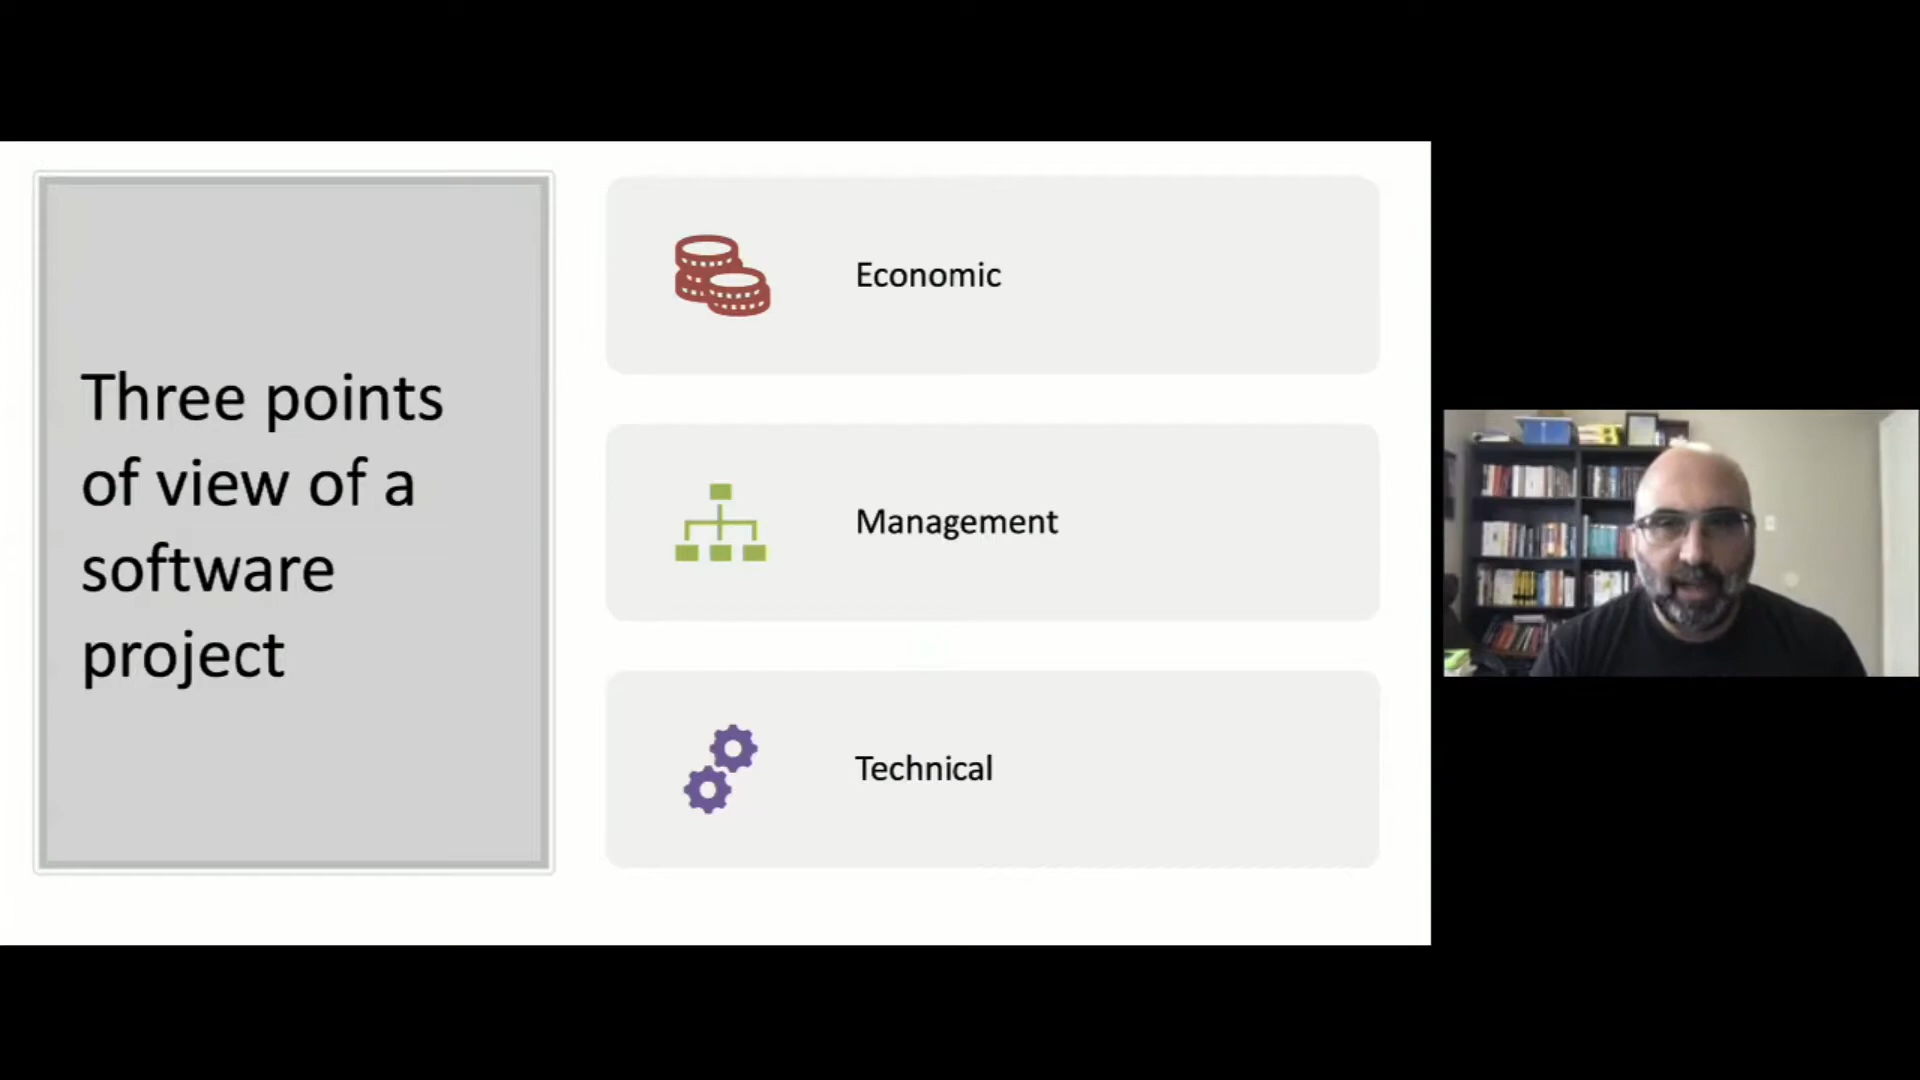 Three points
of view of a
software
project
Economic
Management
Technical